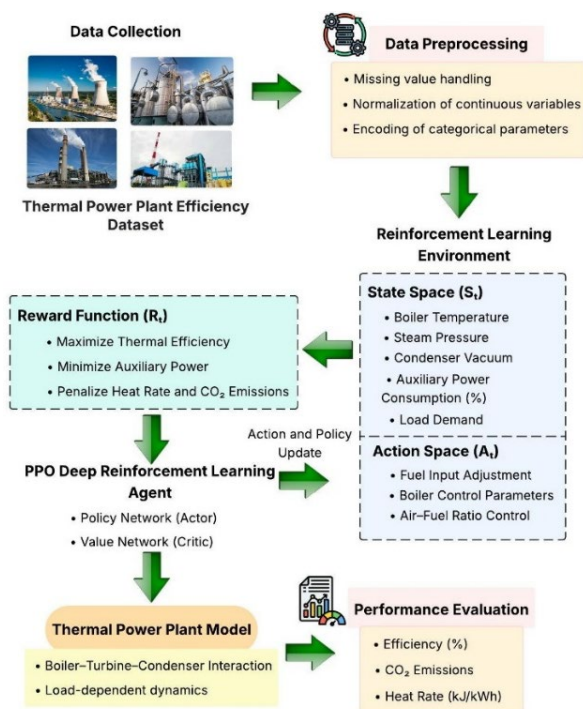 Data Collection
Thermal Power Plant Efficiency
Dataset
Data Preprocessing
• Missing value handling
• Normalization of continuous variables
• Encoding of categorical parameters
Reinforcement Learning
Environment
State Space (Sₜ)
• Boiler Temperature
• Steam Pressure
• Condenser Vacuum
• Auxiliary Power
Consumption (%)
• Load Demand
Action Space (Aₜ)
• Fuel Input Adjustment
• Boiler Control Parameters
• Air–Fuel Ratio Control
Reward Function (Rₜ)
• Maximize Thermal Efficiency
• Minimize Auxiliary Power
• Penalize Heat Rate and CO₂ Emissions
Action and Policy
Update
PPO Deep Reinforcement Learning
Agent
• Policy Network (Actor)
• Value Network (Critic)
Thermal Power Plant Model
• Boiler–Turbine–Condenser Interaction
• Load-dependent dynamics
Performance Evaluation
• Efficiency (%)
• CO₂ Emissions
• Heat Rate (kJ/kWh)